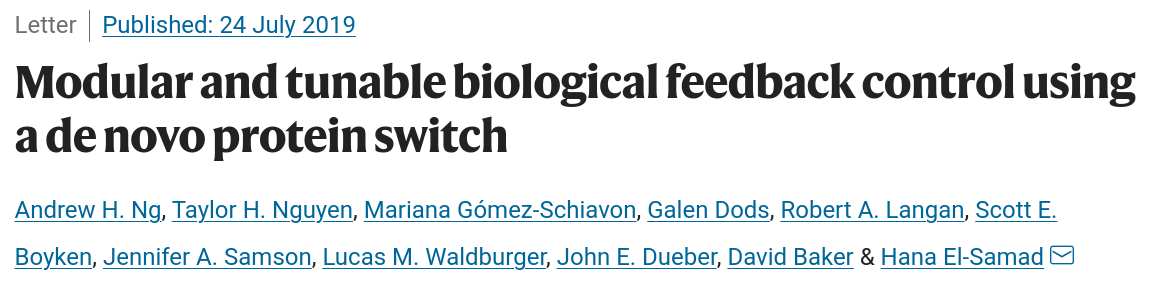 Letter Published: 24 July 2019
Modular and tunable biological feedback control using
a de novo protein switch
Andrew H. Ng, Taylor H. Nguyen, Mariana Gómez-Schiavon, Galen Dods, Robert A. Langan, Scott E.
Boyken, Jennifer A. Samson, Lucas M. Waldburger, John E. Dueber, David Baker & Hana El-Samad